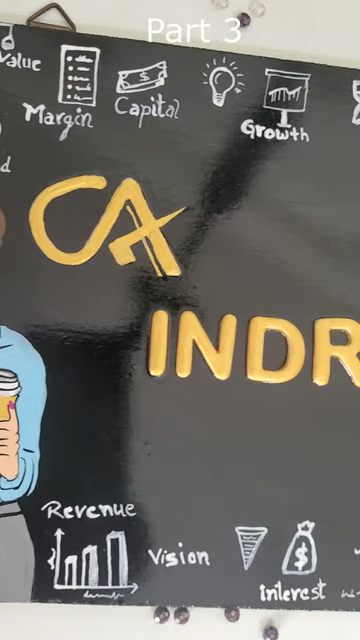 Part 3
Value
Margin
Capital
Growth
d
CA
INDR
Revenue
Vision
Interest